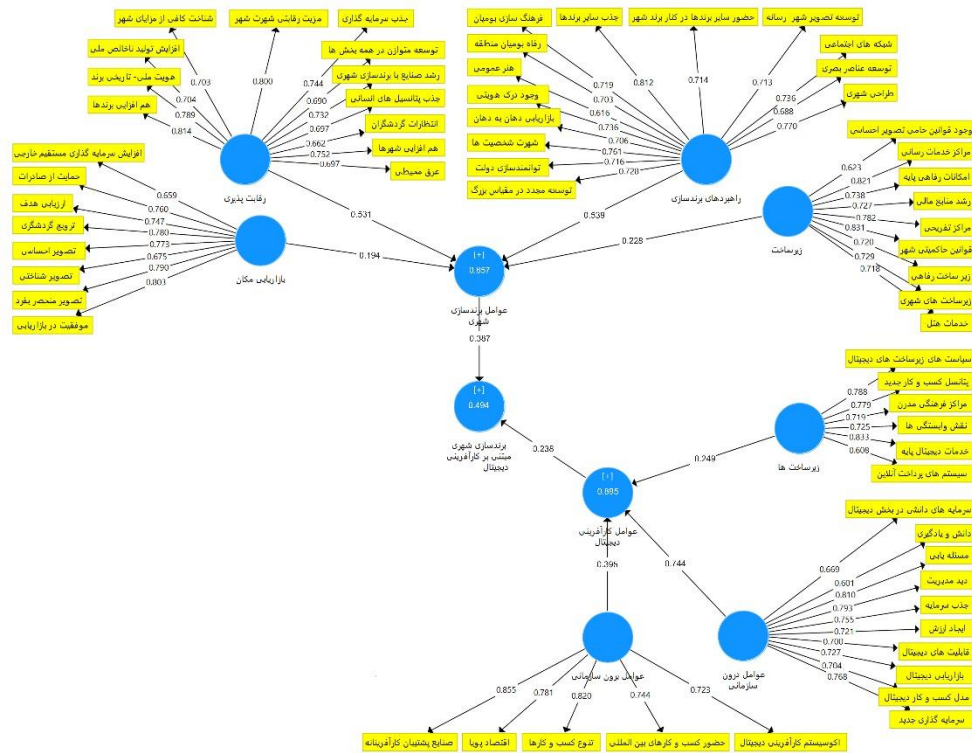 شناخت کافی از مزایای شهر
مزیت رقابتی شهرت شهر
جذب سرمایه گذاری
افزایش تولید ناخالص ملی
توسعه متوازن در همه بخش ها
هویت ملی- تاریخی برند
رشد صنایع با برندسازی شهری
هم افزایی برندها
جذب پتانسیل های انسانی
انتظارات گردشگران
هم افزایی شهرها
عرق محیطی
0.703
0.800
0.744
0.704
0.690
0.789
0.732
0.814
0.697
0.662
0.752
0.697
رقابت پذیری
فرهنگ سازی بومیان
جذب سایر برندها
حضور سایر برندها در کنار برند شهر
توسعه تصویر شهر رسانه
رفاه بومیان منطقه
شبکه های اجتماعی
هنر عمومی
توسعه عناصر بصری
وجود درک هویتی
طراحی شهری
بازاریابی دهان به دهان
شهرت شخصیت ها
توانمندسازی دولت
توسعه مجدد در مقیاس بزرگ
0.719
0.812
0.714
0.713
0.703
0.736
0.616
0.688
0.736
0.770
0.706
0.761
0.716
0.728
راهبردهای برندسازی
وجود قوانین حامی تصویر احساسی
مراکز خدمات رسانی
امکانات رفاهی پایه
رشد منابع مالی
مراکز تفریحی
قوانین حاکمیتی شهر
زیر ساخت رفاهی
زیرساخت های شهری
خدمات هتل
0.623
0.821
0.738
0.727
0.782
0.831
0.720
0.729
0.718
زیرساخت
افزایش سرمایه گذاری مستقیم خارجی
حمایت از صادرات
ارزیابی هدف
ترویج گردشگری
تصویر احساسی
تصویر شناختی
تصویر منحصر بفرد
موفقیت در بازاریابی
0.659
0.760
0.747
0.780
0.773
0.675
0.790
0.803
بازاریابی مکان
0.531
0.539
0.194
0.228
[+]
0.857
عوامل برندسازی
شهری
0.387
[+]
0.494
برندسازی شهری
مبتنی بر کارآفرینی
دیجیتال
0.238
[+]
0.895
عوامل کارآفرینی
دیجیتال
0.249
0.395
0.744
سیاست های زیرساخت های دیجیتال
پتانسل کسب و کار جدید
مراکز فرهنگی مدرن
نقش وابستگی ها
خدمات دیجیتال پایه
سیستم های پرداخت آنلاین
0.788
0.779
0.719
0.725
0.833
0.608
زیرساخت ها
سرمایه های دانشی در بخش دیجیتال
دانش و یادگیری
مسئله یابی
دید مدیریت
جذب سرمایه
ایجاد ارزش
قابلیت های دیجیتال
بازاریابی دیجیتال
مدل کسب و کار دیجیتال
سرمایه گذاری جدید
0.669
0.601
0.810
0.793
0.755
0.721
0.700
0.727
0.704
0.768
عوامل درون
سازمانی
عوامل برون سازمانی
0.855
0.781
0.820
0.744
0.723
صنایع پشتیبان کارآفرینانه
اقتصاد پویا
تنوع کسب و کارها
حضور کسب و کارهای بین المللی
اکوسیستم کارآفرینی دیجیتال